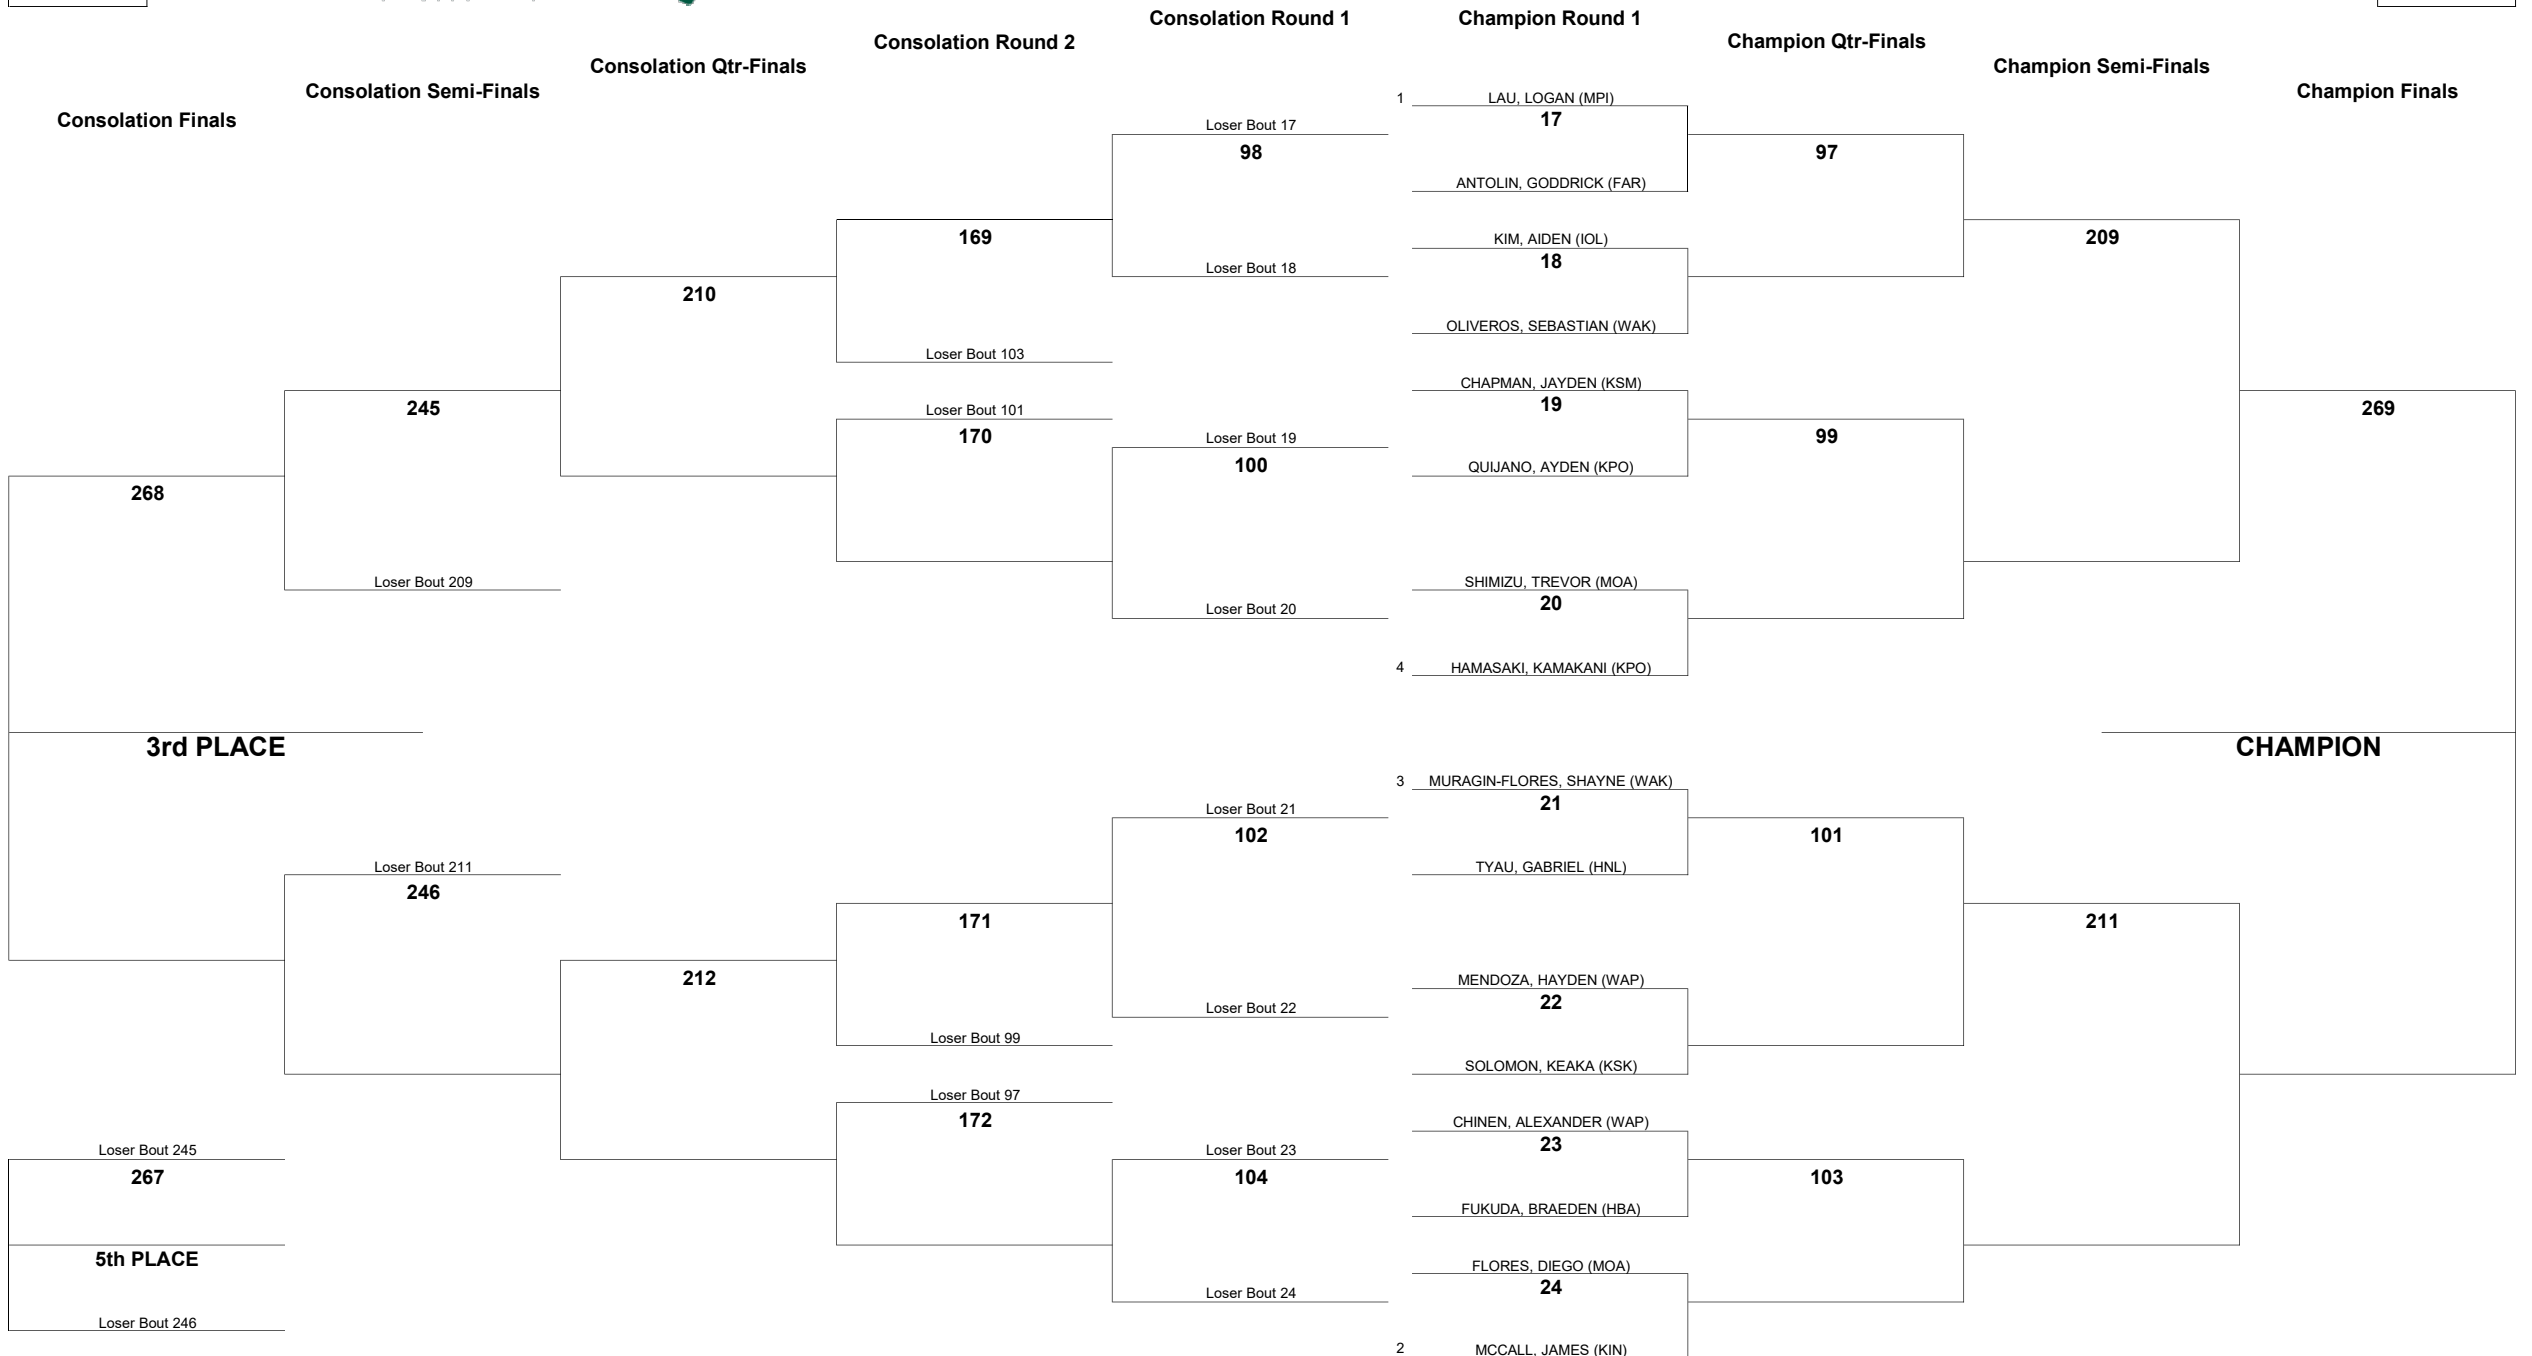 Consolation Round 1
Champion Round 1
Consolation Round 2
Champion Qtr-Finals
Consolation Qtr-Finals
Champion Semi-Finals
Consolation Semi-Finals
Champion Finals
Consolation Finals
1 LAU, LOGAN (MPI)
17
Loser Bout 17
98
97
ANTOLIN, GODDRICK (FAR)
169
KIM, AIDEN (IOL)
209
18
Loser Bout 18
210
OLIVEROS, SEBASTIAN (WAK)
Loser Bout 103
CHAPMAN, JAYDEN (KSM)
245
Loser Bout 101
19
269
170
Loser Bout 19
99
100
QUIJANO, AYDEN (KPO)
268
Loser Bout 209
SHIMIZU, TREVOR (MOA)
20
Loser Bout 20
4 HAMASAKI, KAMAKANI (KPO)
3rd PLACE
CHAMPION
3 MURAGIN-FLORES, SHAYNE (WAK)
21
Loser Bout 21
102
101
Loser Bout 211
TYAU, GABRIEL (HNL)
246
171
211
212
MENDOZA, HAYDEN (WAP)
22
Loser Bout 22
Loser Bout 99
SOLOMON, KEAKA (KSK)
Loser Bout 97
172
CHINEN, ALEXANDER (WAP)
23
Loser Bout 245
Loser Bout 23
267
104
103
FUKUDA, BRAEDEN (HBA)
5th PLACE
FLORES, DIEGO (MOA)
24
Loser Bout 24
Loser Bout 246
2 MCCALL, JAMES (KIN)